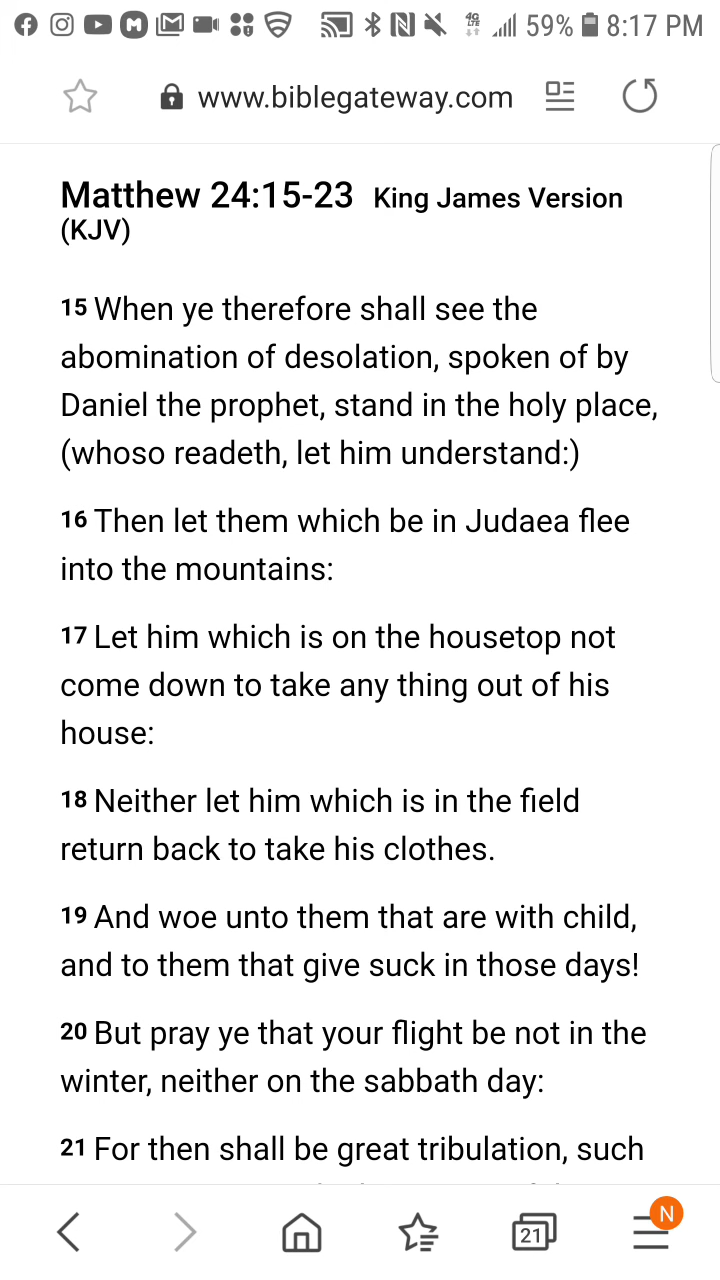 59% 8:17 PM
www.biblegateway.com
Matthew 24:15-23 King James Version
(KJV)
15 When ye therefore shall see the
abomination of desolation, spoken of by
Daniel the prophet, stand in the holy place,
(whoso readeth, let him understand:)
16 Then let them which be in Judaea flee
into the mountains:
17 Let him which is on the housetop not
come down to take any thing out of his
house:
18 Neither let him which is in the field
return back to take his clothes.
19 And woe unto them that are with child,
and to them that give suck in those days!
20 But pray ye that your flight be not in the
winter, neither on the sabbath day:
21 For then shall be great tribulation, such
21 N